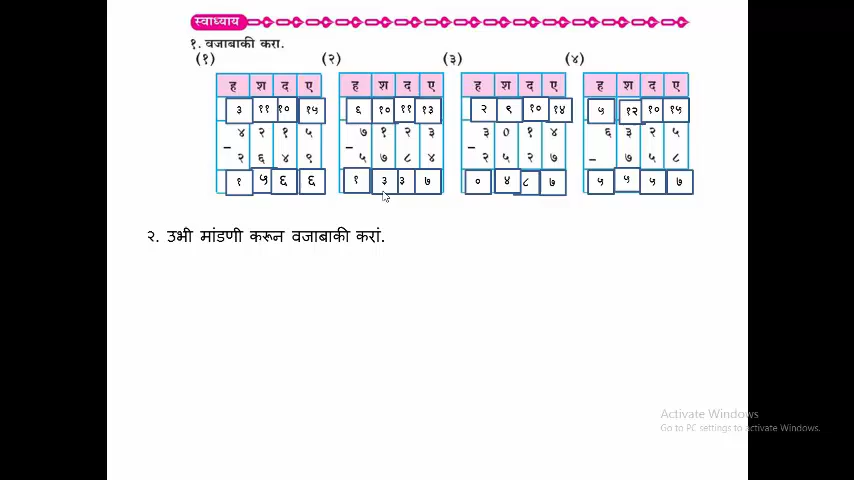 स्वाध्याय
१. वजाबाकी करा.
(१) (२) (३) (४)
ह श द ए ह श द ए ह श द ए ह श द ए
३ ११ १० १५ ६ १० ११ १३ २ ९ १० १४ ५ १२ १० १५
४ २ १ ५ ७ १ २ ३ ३ ० १ ४ ६ ३ २ ५
- २ ६ ४ ९ - ५ ७ ८ ४ - २ ५ २ ७ - ७ ५ ८
१ ५ ६ ६ १ ३ ३ ७ ० ४ ८ ७ ५ ५ ५ ७
२. उभी मांडणी करून वजाबाकी करां.
Activate Windows
Go to PC settings to activate Windows.